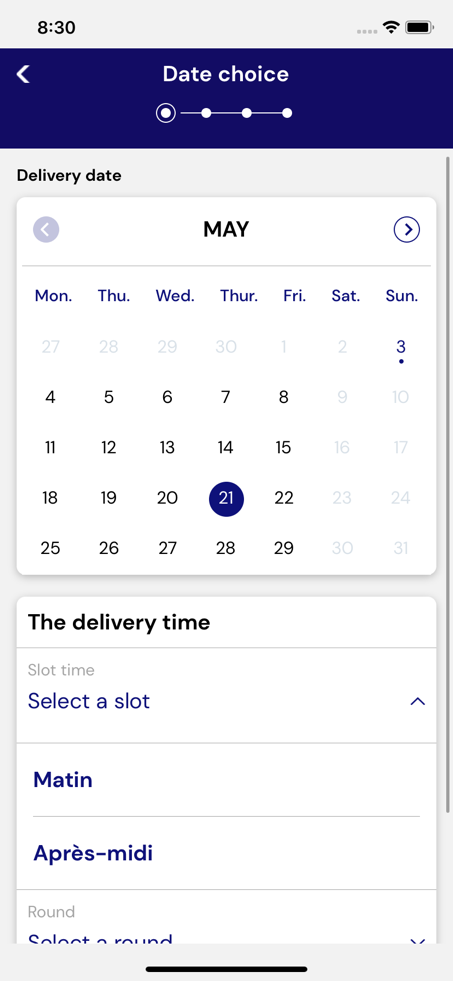 8:30
Date choice
Delivery date
MAY
Mon. Thu. Wed. Thur. Fri. Sat. Sun.
27 28 29 30 1 2 3
4 5 6 7 8 9 10
11 12 13 14 15 16 17
18 19 20 21 22 23 24
25 26 27 28 29 30 31
The delivery time
Slot time
Select a slot
Matin
Après-midi
Round
Select a round